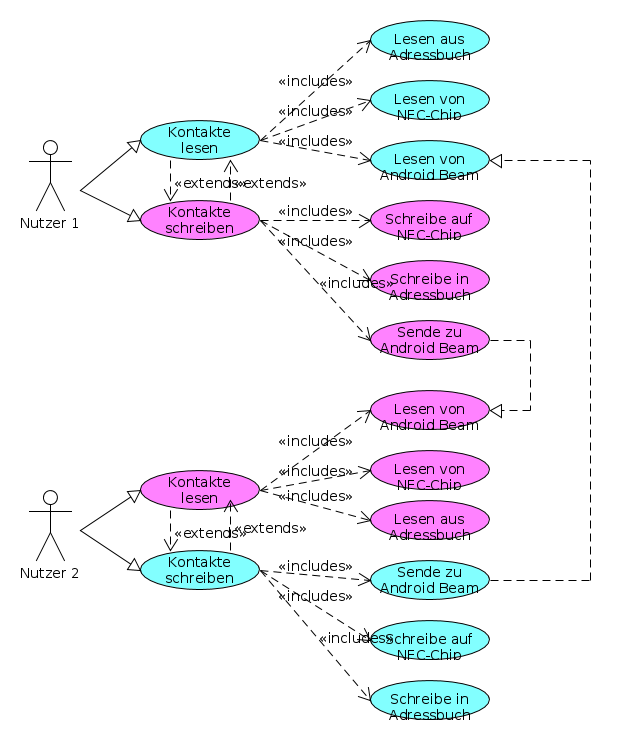 Lesen aus
Adressbuch
«includes»
Lesen von
NFC-Chip
«includes»
Kontakte
lesen
«includes»
Lesen von
Android Beam
«extends»
«extends»
Nutzer 1
Kontakte
schreiben
«includes»
Schreibe auf
NFC-Chip
«includes»
Schreibe in
Adressbuch
«includes»
Sende zu
Android Beam
Lesen von
Android Beam
«includes»
Kontakte
lesen
«includes»
Lesen von
NFC-Chip
«includes»
Lesen aus
Adressbuch
«extends»
«extends»
Nutzer 2
Kontakte
schreiben
«includes»
Sende zu
Android Beam
«includes»
Schreibe auf
NFC-Chip
«includes»
Schreibe in
Adressbuch